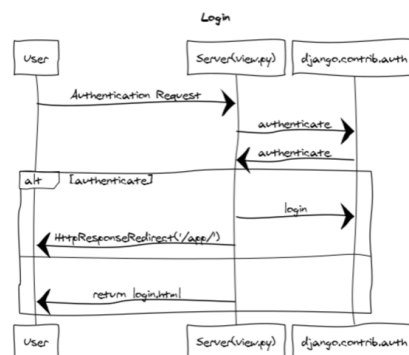 Login
User
Server(view.py)
django.contrib.auth
Authentication Request
authenticate
authenticate
alt
[authenticate]
login
HttpResponseRedirect('/app/')
return login.html
User
Server(view.py)
django.contrib.auth